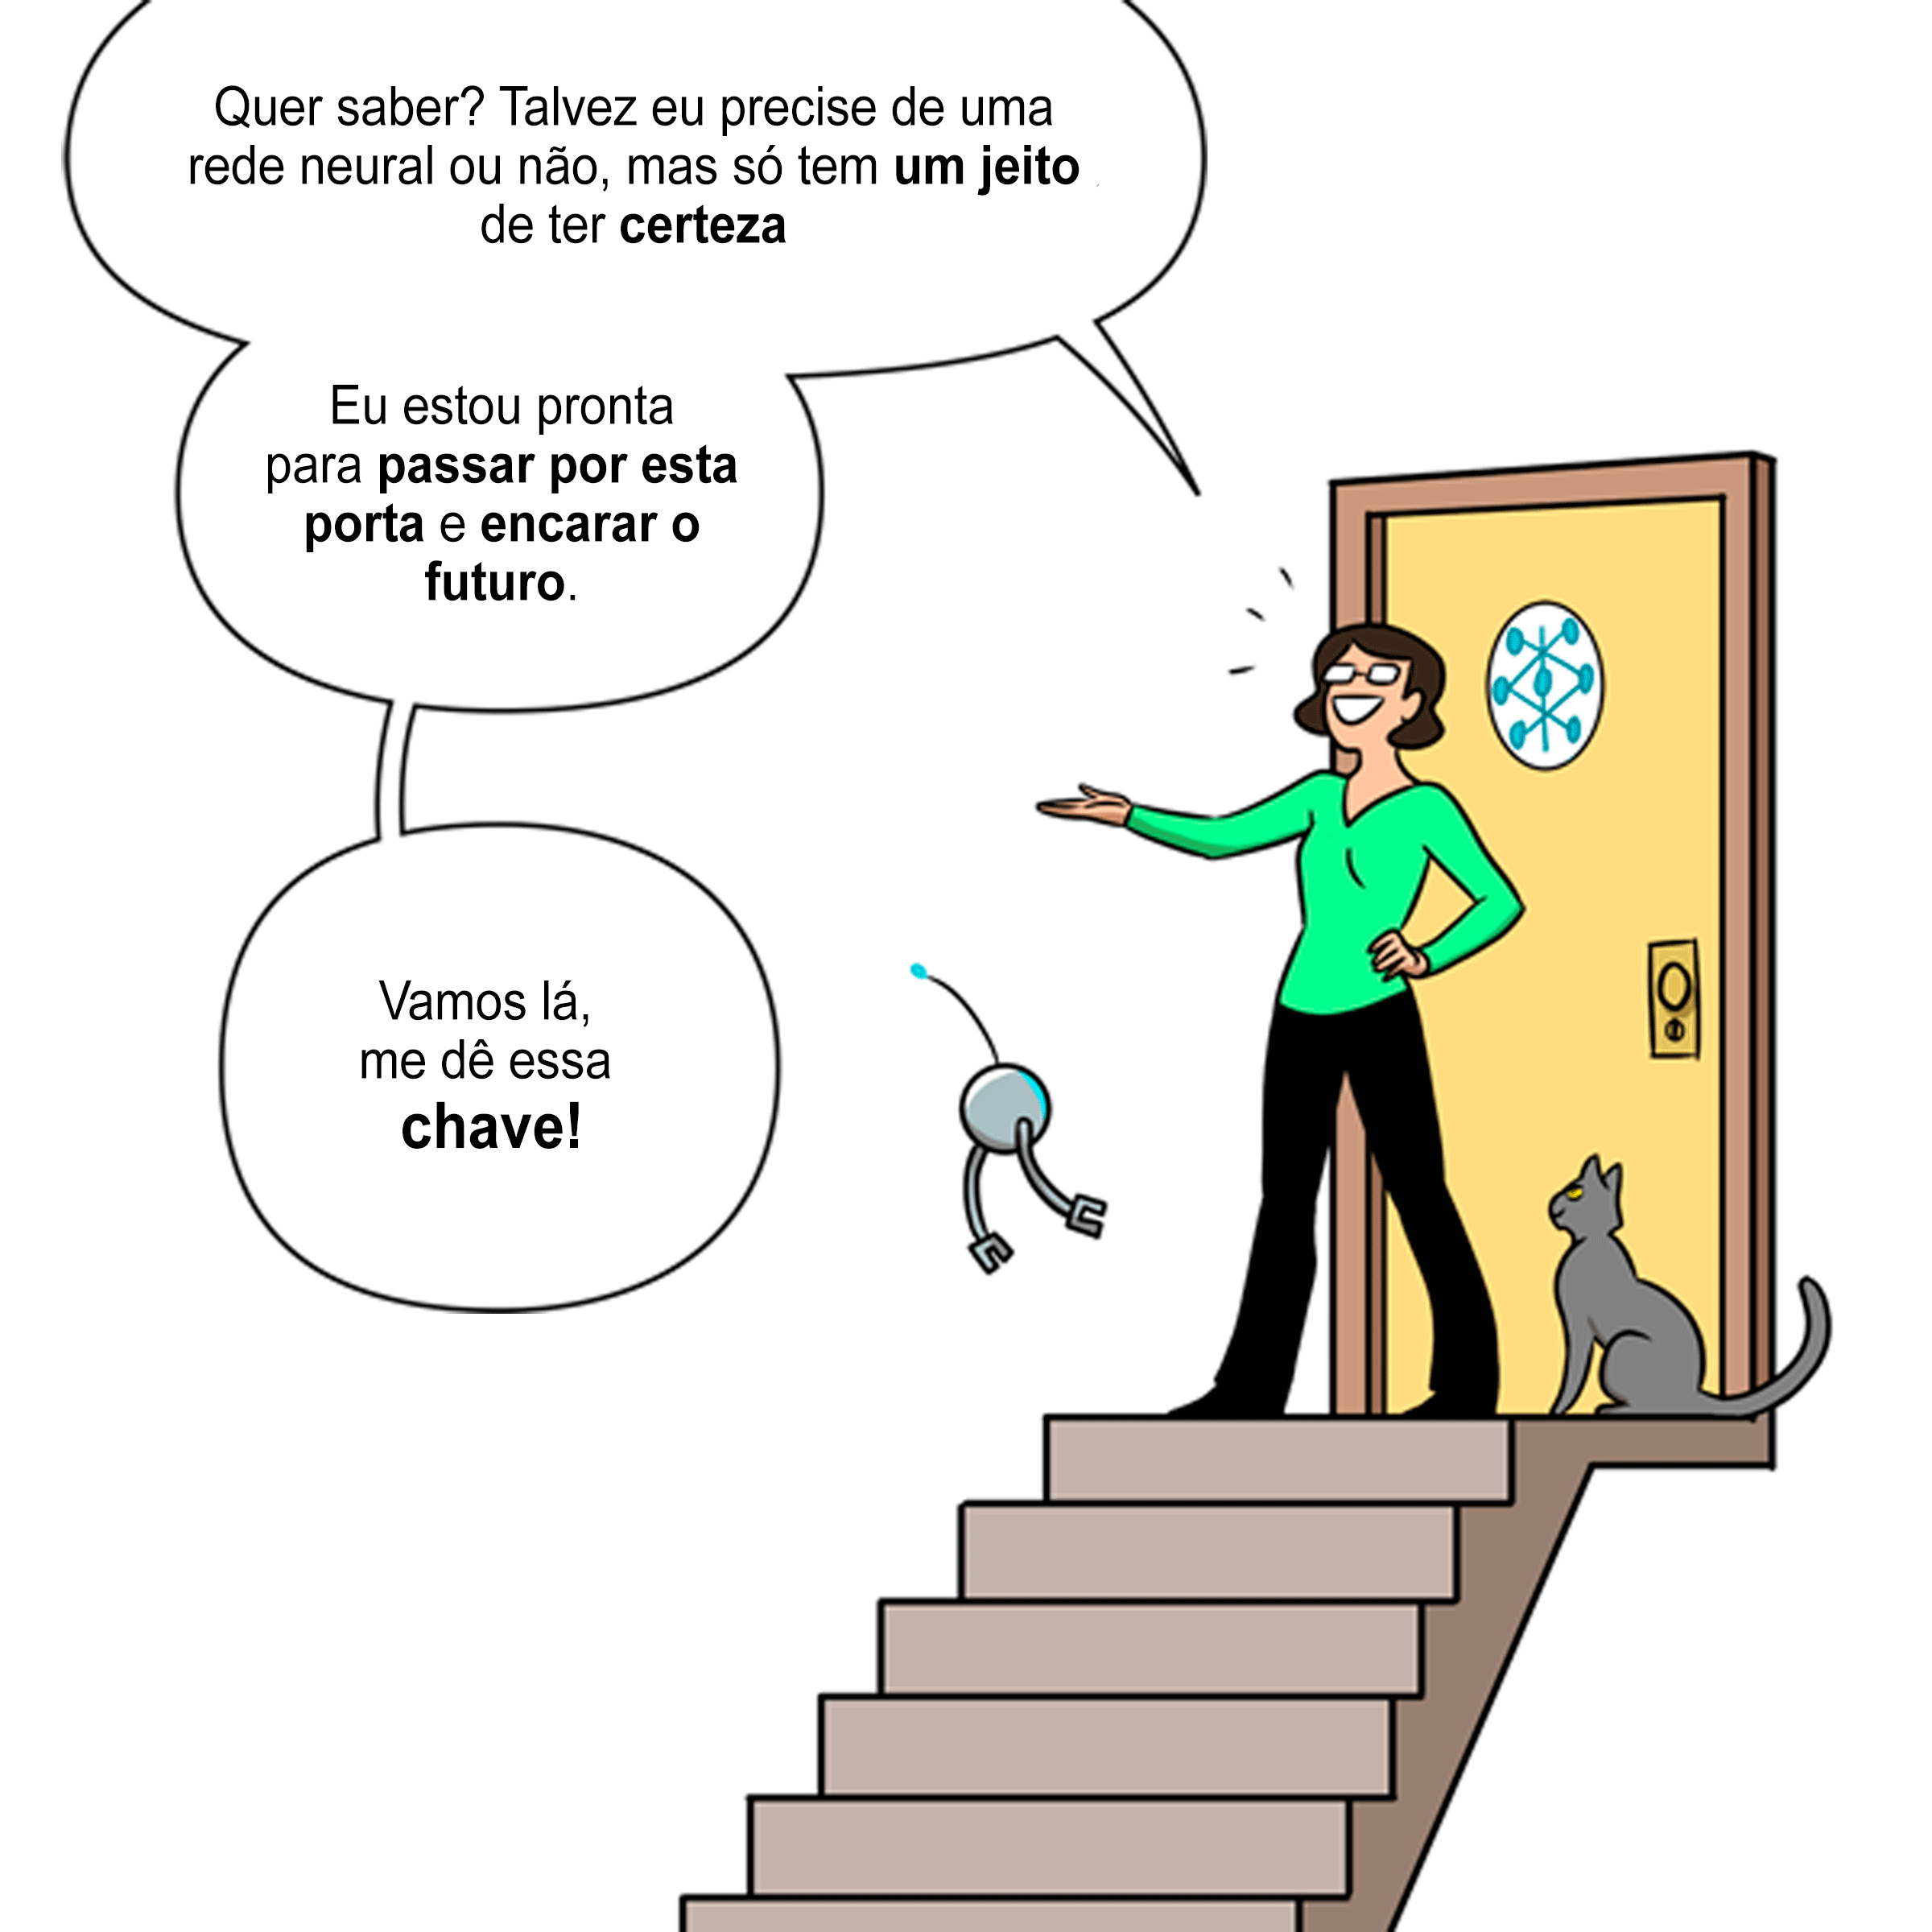 Quer saber? Talvez eu precise de uma
rede neural ou não, mas só tem um jeito
de ter certeza
Eu estou pronta
para passar por esta
porta e encarar o
futuro.
Vamos lá,
me dê essa
chave!